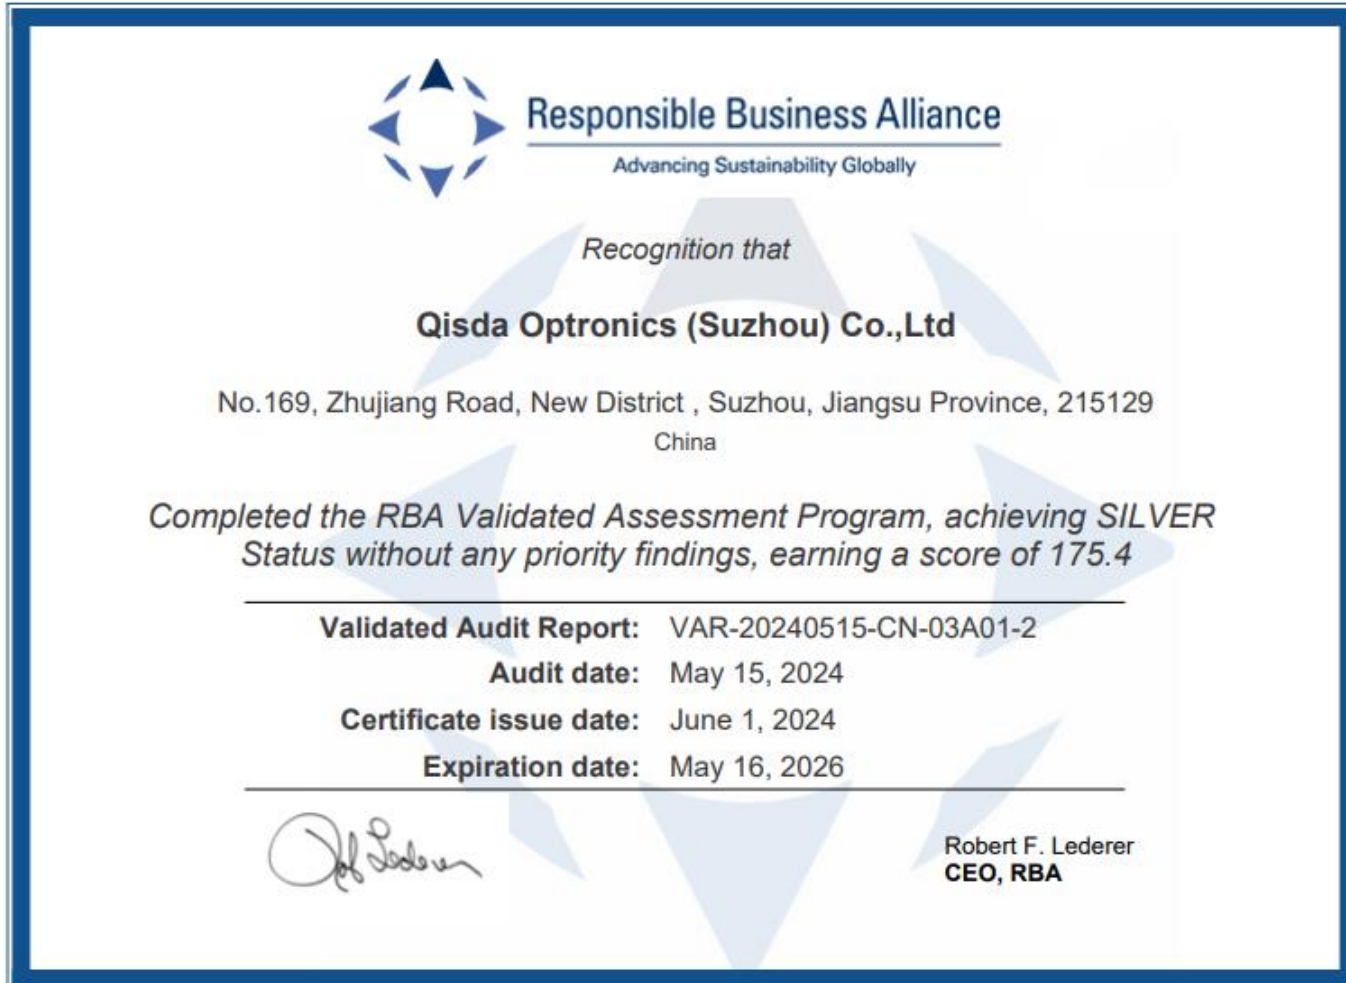 Responsible Business Alliance
Advancing Sustainability Globally
Recognition that
Qisda Optronics (Suzhou) Co.,Ltd
No.169, Zhujiang Road, New District , Suzhou, Jiangsu Province, 215129
China
Completed the RBA Validated Assessment Program, achieving SILVER
Status without any priority findings, earning a score of 175.4
Validated Audit Report: VAR-20240515-CN-03A01-2
Audit date: May 15, 2024
Certificate issue date: June 1, 2024
Expiration date: May 16, 2026
Rob Lederer
Robert F. Lederer
CEO, RBA